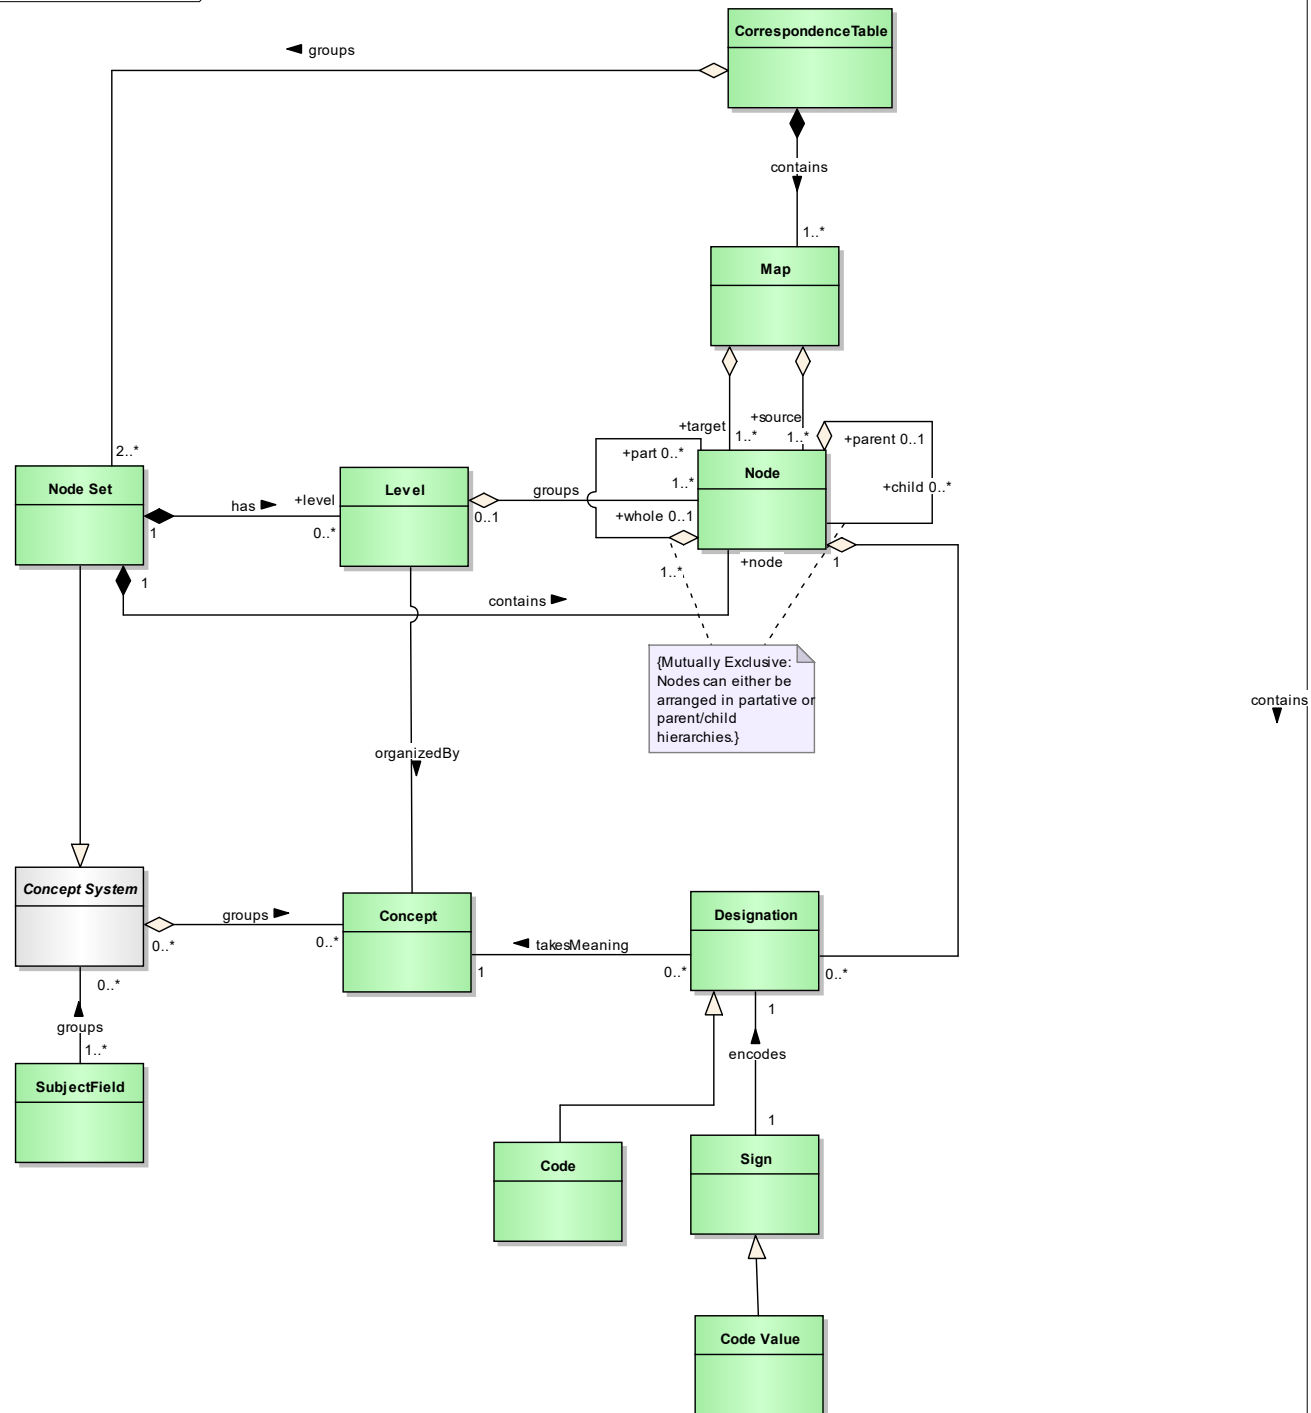 CorrespondenceTable
groups
contains
1..*
Map
+target
+source
1..*
1..*
+parent 0..1
+part 0..*
2..*
Node Set
Level
Node
1..*
groups
+child 0..*
has
+level
0..1
+whole 0..1
1
0..*
+node
1
1..*
1
contains
{Mutually Exclusive:
Nodes can either be
arranged in partative or
parent/child
hierarchies.}
contains
organizedBy
Concept System
groups
Concept
Designation
0..*
0..*
takesMeaning
1
0..*
0..*
0..*
groups
1..*
1
encodes
SubjectField
1
Code
Sign
Code Value